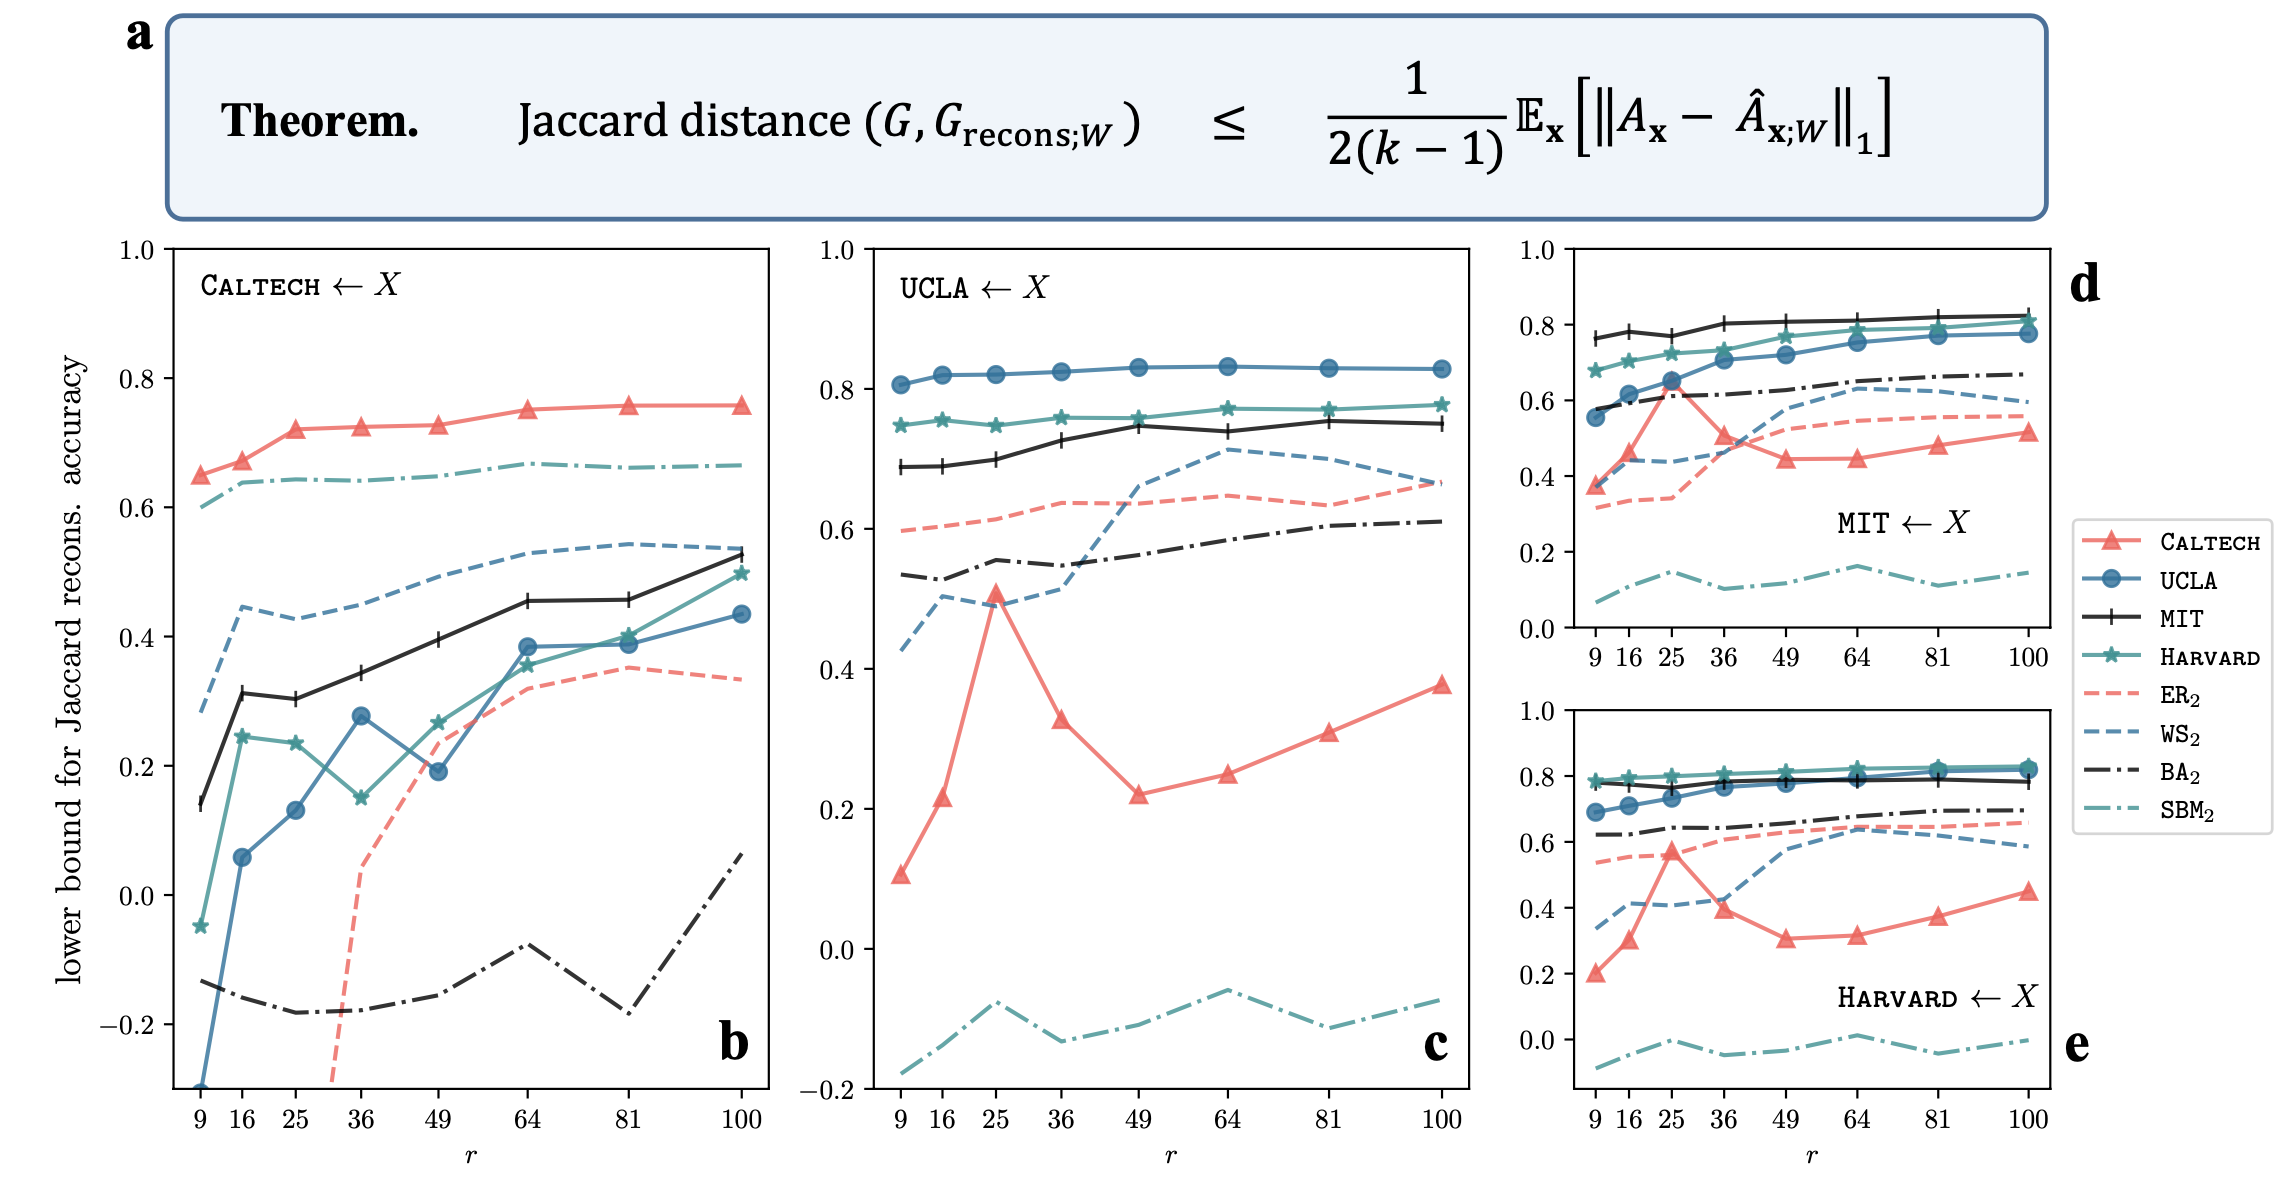 a
Theorem. Jaccard distance (G, G_recons;W) ≤ 1/2(k − 1) 𝔼_x[‖A_x − Â_x;W‖_1]
lower bound for Jaccard recons. accuracy
CALTECH ← X
1.0
0.8
0.6
0.4
0.2
0.0
−0.2
9 16 25 36 49 64 81 100
r
b
UCLA ← X
1.0
0.8
0.6
0.4
0.2
0.0
−0.2
9 16 25 36 49 64 81 100
r
c
d
MIT ← X
1.0
0.8
0.6
0.4
0.2
0.0
9 16 25 36 49 64 81 100
HARVARD ← X
1.0
0.8
0.6
0.4
0.2
0.0
9 16 25 36 49 64 81 100
r
e
CALTECH
UCLA
MIT
HARVARD
ER₂
WS₂
BA₂
SBM₂